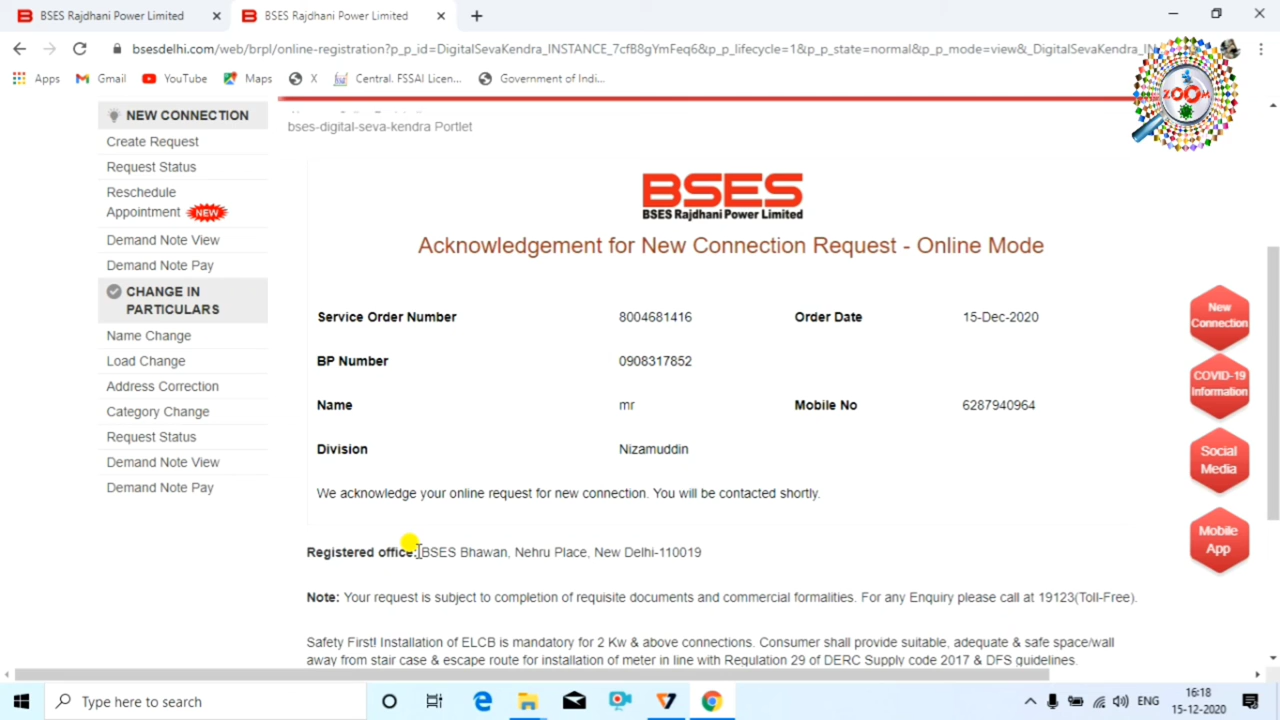 BSES Rajdhani Power Limited
BSES Rajdhani Power Limited
bsesdelhi.com/web/brpl/online-registration?p_p_id=DigitalSevaKendra_INSTANCE_7cfB8gYmFeq6&p_p_lifecycle=1&p_p_state=normal&p_p_mode=view&_DigitalSevaKendra_IN
Apps
Gmail
YouTube
Maps
X
Central. FSSAI Licen...
Government of Indi...
ZOOM
NEW CONNECTION
Create Request
Request Status
Reschedule
Appointment NEW
Demand Note View
Demand Note Pay
CHANGE IN
PARTICULARS
Name Change
Load Change
Address Correction
Category Change
Request Status
Demand Note View
Demand Note Pay
bses-digital-seva-kendra Portlet
BSES
BSES Rajdhani Power Limited
Acknowledgement for New Connection Request - Online Mode
Service Order Number 8004681416 Order Date 15-Dec-2020
BP Number 0908317852
Name mr Mobile No 6287940964
Division Nizamuddin
We acknowledge your online request for new connection. You will be contacted shortly.
Registered office: BSES Bhawan, Nehru Place, New Delhi-110019
Note: Your request is subject to completion of requisite documents and commercial formalities. For any Enquiry please call at 19123(Toll-Free).
Safety First! Installation of ELCB is mandatory for 2 Kw & above connections. Consumer shall provide suitable, adequate & safe space/wall
away from stair case & escape route for installation of meter in line with Regulation 29 of DERC Supply code 2017 & DFS guidelines.
New
Connection
COVID-19
Information
Social
Media
Mobile
App
Type here to search
ENG
16:18
15-12-2020